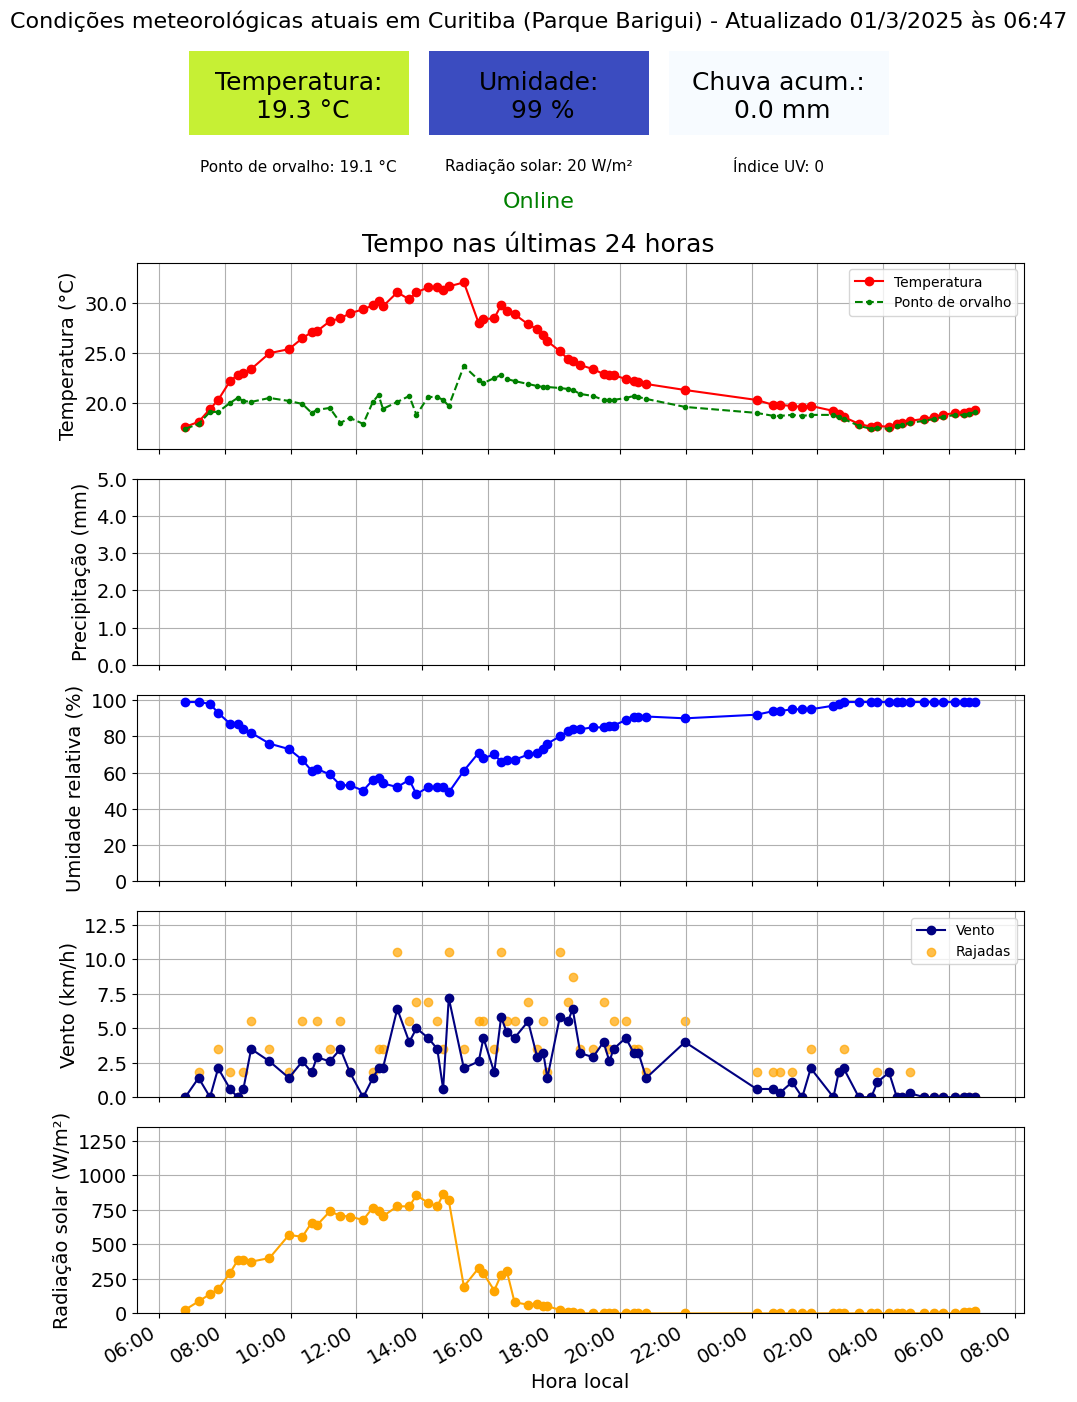 Condições meteorológicas atuais em Curitiba (Parque Barigui) - Atualizado 01/3/2025 às 06:47
Temperatura:
19.3 °C
Umidade:
99 %
Chuva acum.:
0.0 mm
Ponto de orvalho: 19.1 °C
Radiação solar: 20 W/m²
Índice UV: 0
Online
Tempo nas últimas 24 horas
Temperatura (°C)
30.0
25.0
20.0
Temperatura
Ponto de orvalho
Precipitação (mm)
5.0
4.0
3.0
2.0
1.0
0.0
Umidade relativa (%)
100
80
60
40
20
0
Vento (km/h)
12.5
10.0
7.5
5.0
2.5
0.0
Vento
Rajadas
Radiação solar (W/m²)
1250
1000
750
500
250
0
06:00
08:00
10:00
12:00
14:00
16:00
18:00
20:00
22:00
00:00
02:00
04:00
06:00
08:00
Hora local